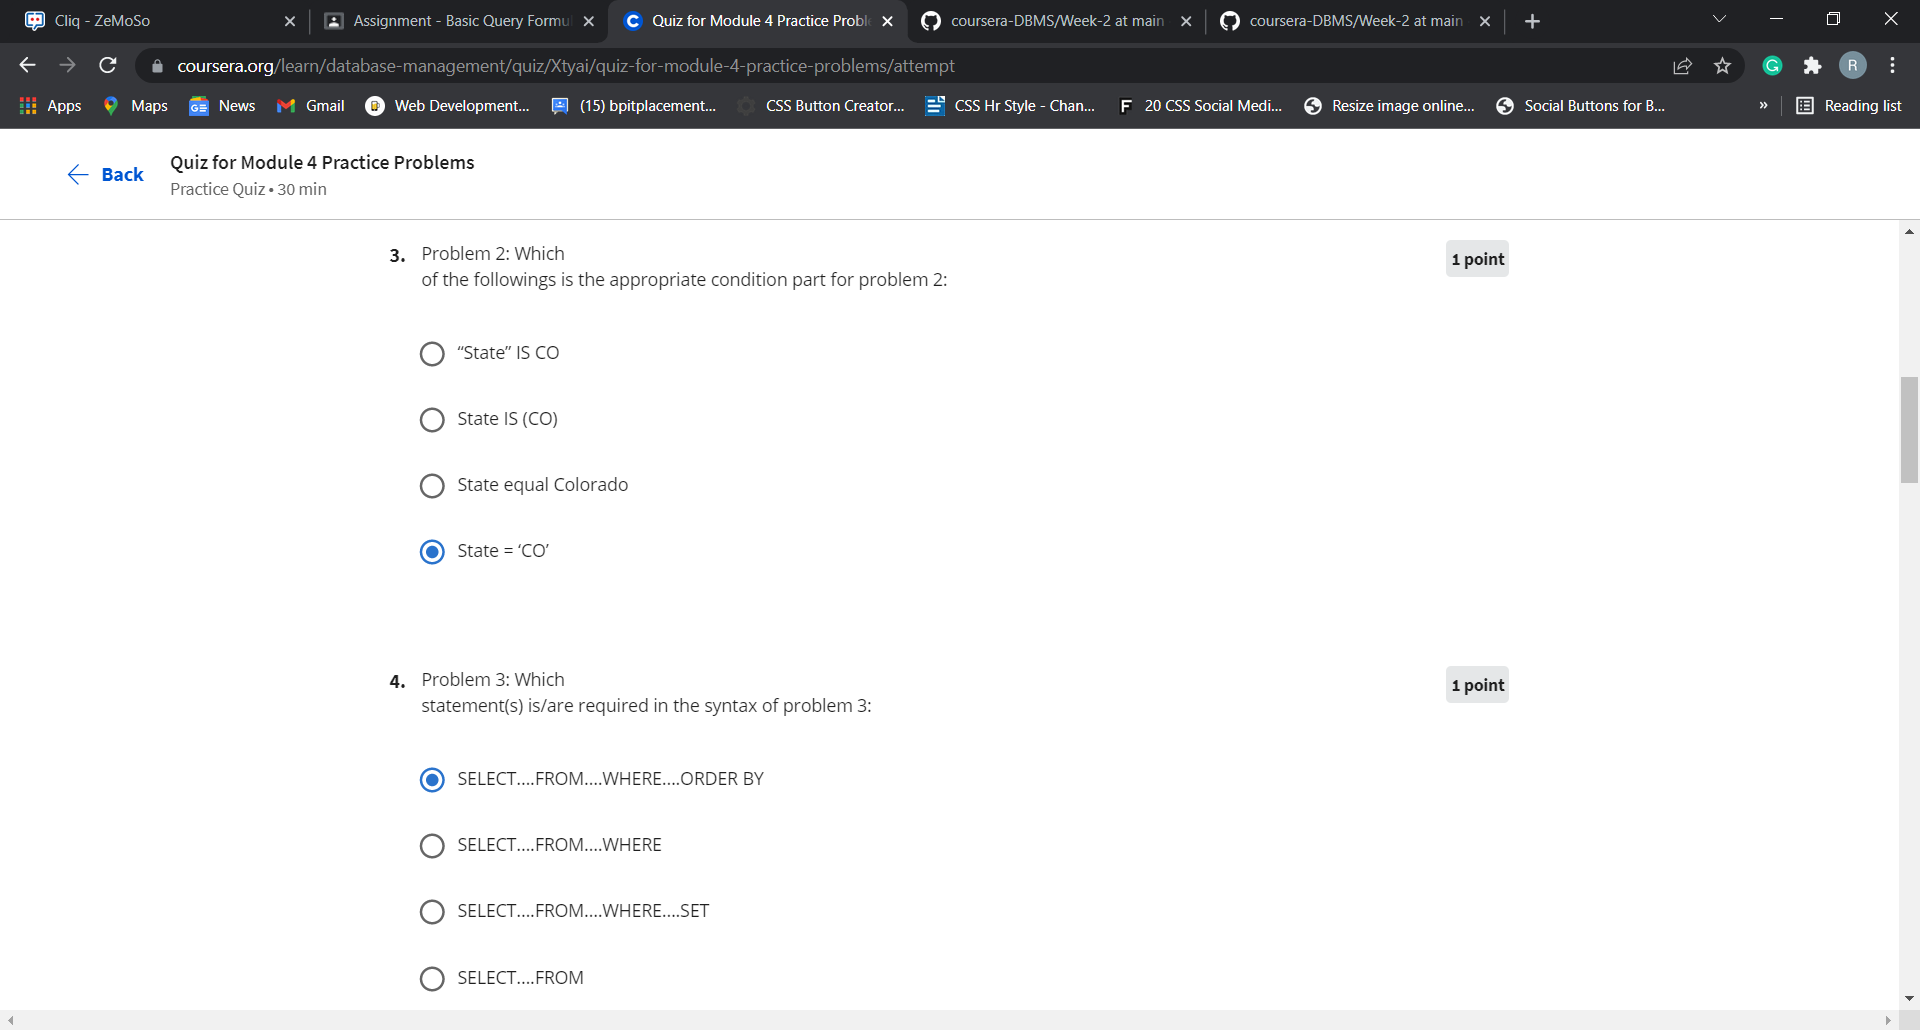 Cliq - ZeMoSo
Assignment - Basic Query Formul
Quiz for Module 4 Practice Proble
coursera-DBMS/Week-2 at main
coursera-DBMS/Week-2 at main
coursera.org/learn/database-management/quiz/Xtyai/quiz-for-module-4-practice-problems/attempt
G
R
Apps
Maps
News
Gmail
Web Development...
(15) bpitplacement...
CSS Button Creator...
CSS Hr Style - Chan...
20 CSS Social Medi...
Resize image online...
Social Buttons for B...
»
Reading list
Back
Quiz for Module 4 Practice Problems
Practice Quiz • 30 min
3. Problem 2: Which
of the followings is the appropriate condition part for problem 2:
1 point
“State” IS CO
State IS (CO)
State equal Colorado
State = ‘CO’
4. Problem 3: Which
statement(s) is/are required in the syntax of problem 3:
1 point
SELECT....FROM....WHERE....ORDER BY
SELECT....FROM....WHERE
SELECT....FROM....WHERE....SET
SELECT....FROM